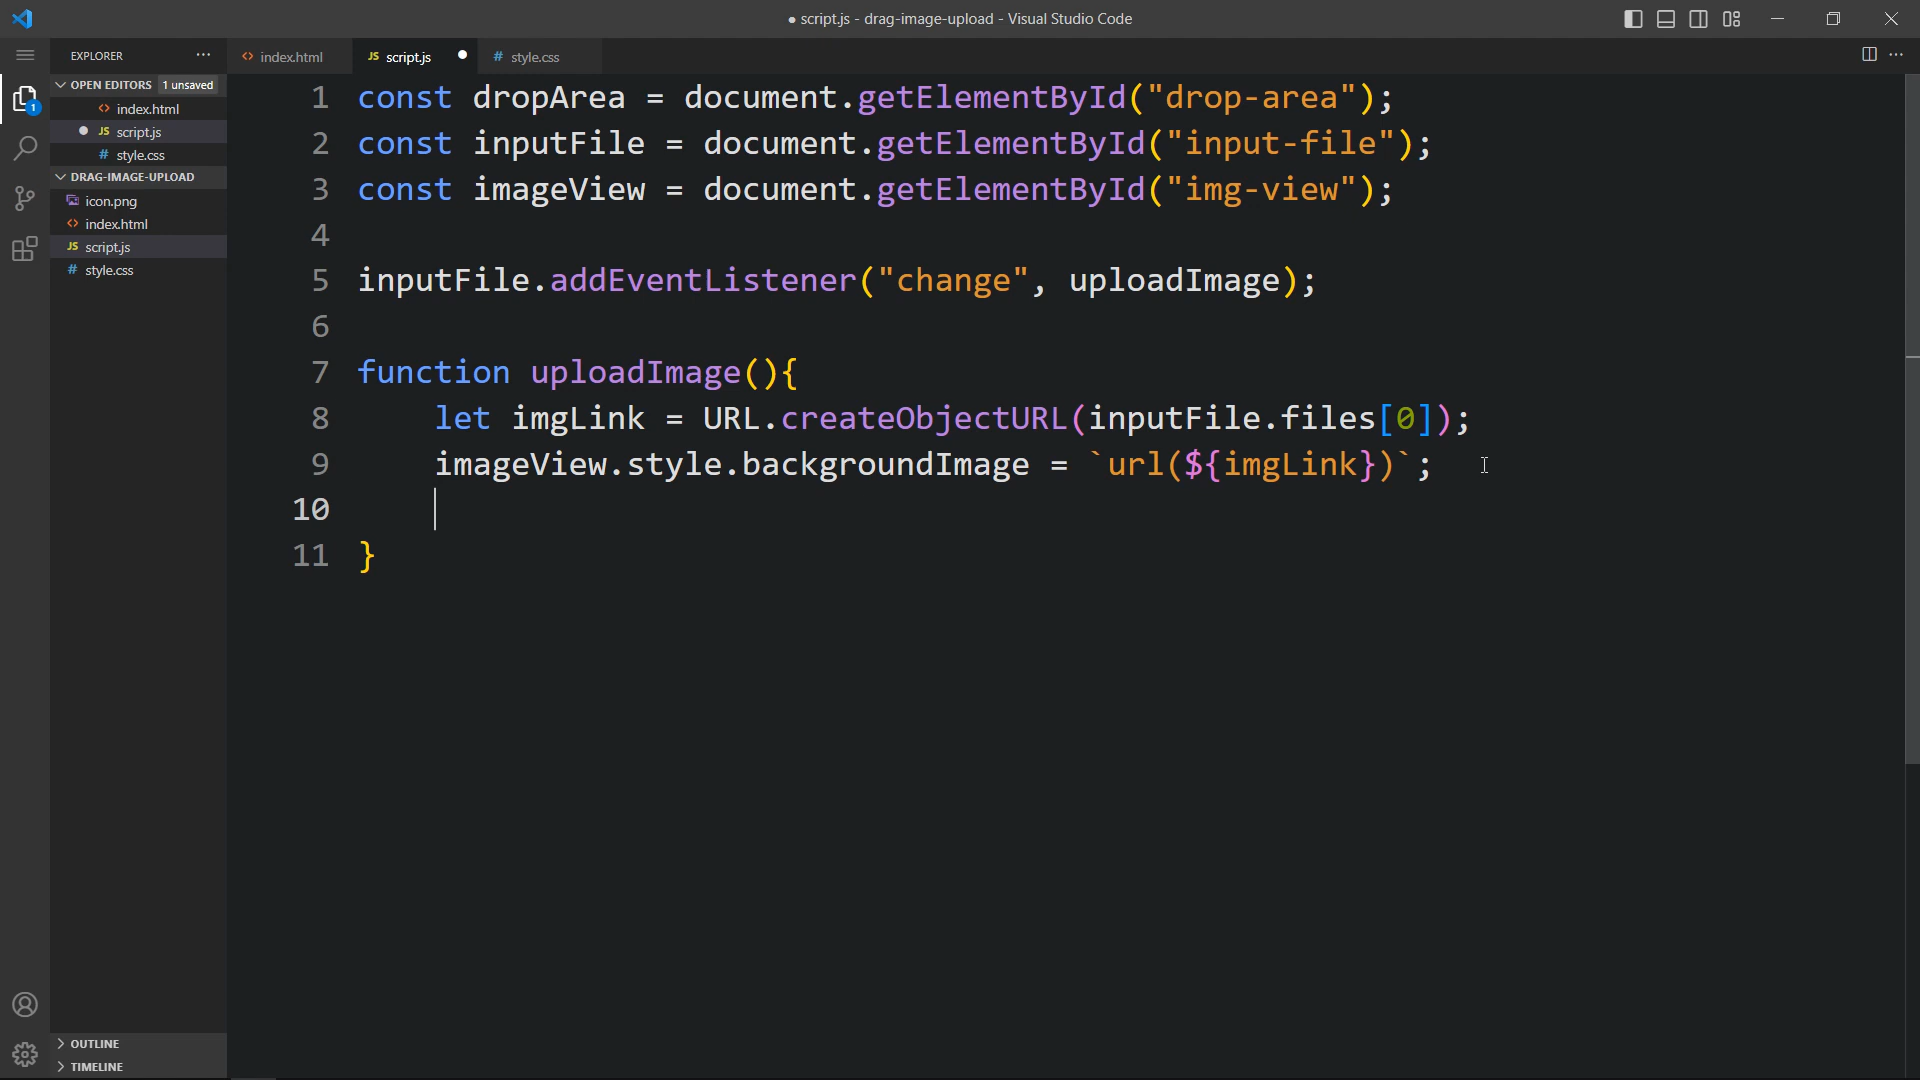 ● script.js - drag-image-upload - Visual Studio Code
EXPLORER
index.html
JS script.js
# style.css
OPEN EDITORS 1 unsaved
index.html
JS script.js
# style.css
DRAG-IMAGE-UPLOAD
icon.png
index.html
JS script.js
# style.css
1
OUTLINE
TIMELINE
1 const dropArea = document.getElementById("drop-area");
2 const inputFile = document.getElementById("input-file");
3 const imageView = document.getElementById("img-view");
4
5 inputFile.addEventListener("change", uploadImage);
6
7 function uploadImage(){
8 let imgLink = URL.createObjectURL(inputFile.files[0]);
9 imageView.style.backgroundImage = `url(${imgLink})`;
10
11 }